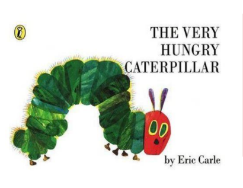 THE VERY
HUNGRY
CATERPILLAR
by Eric Carle